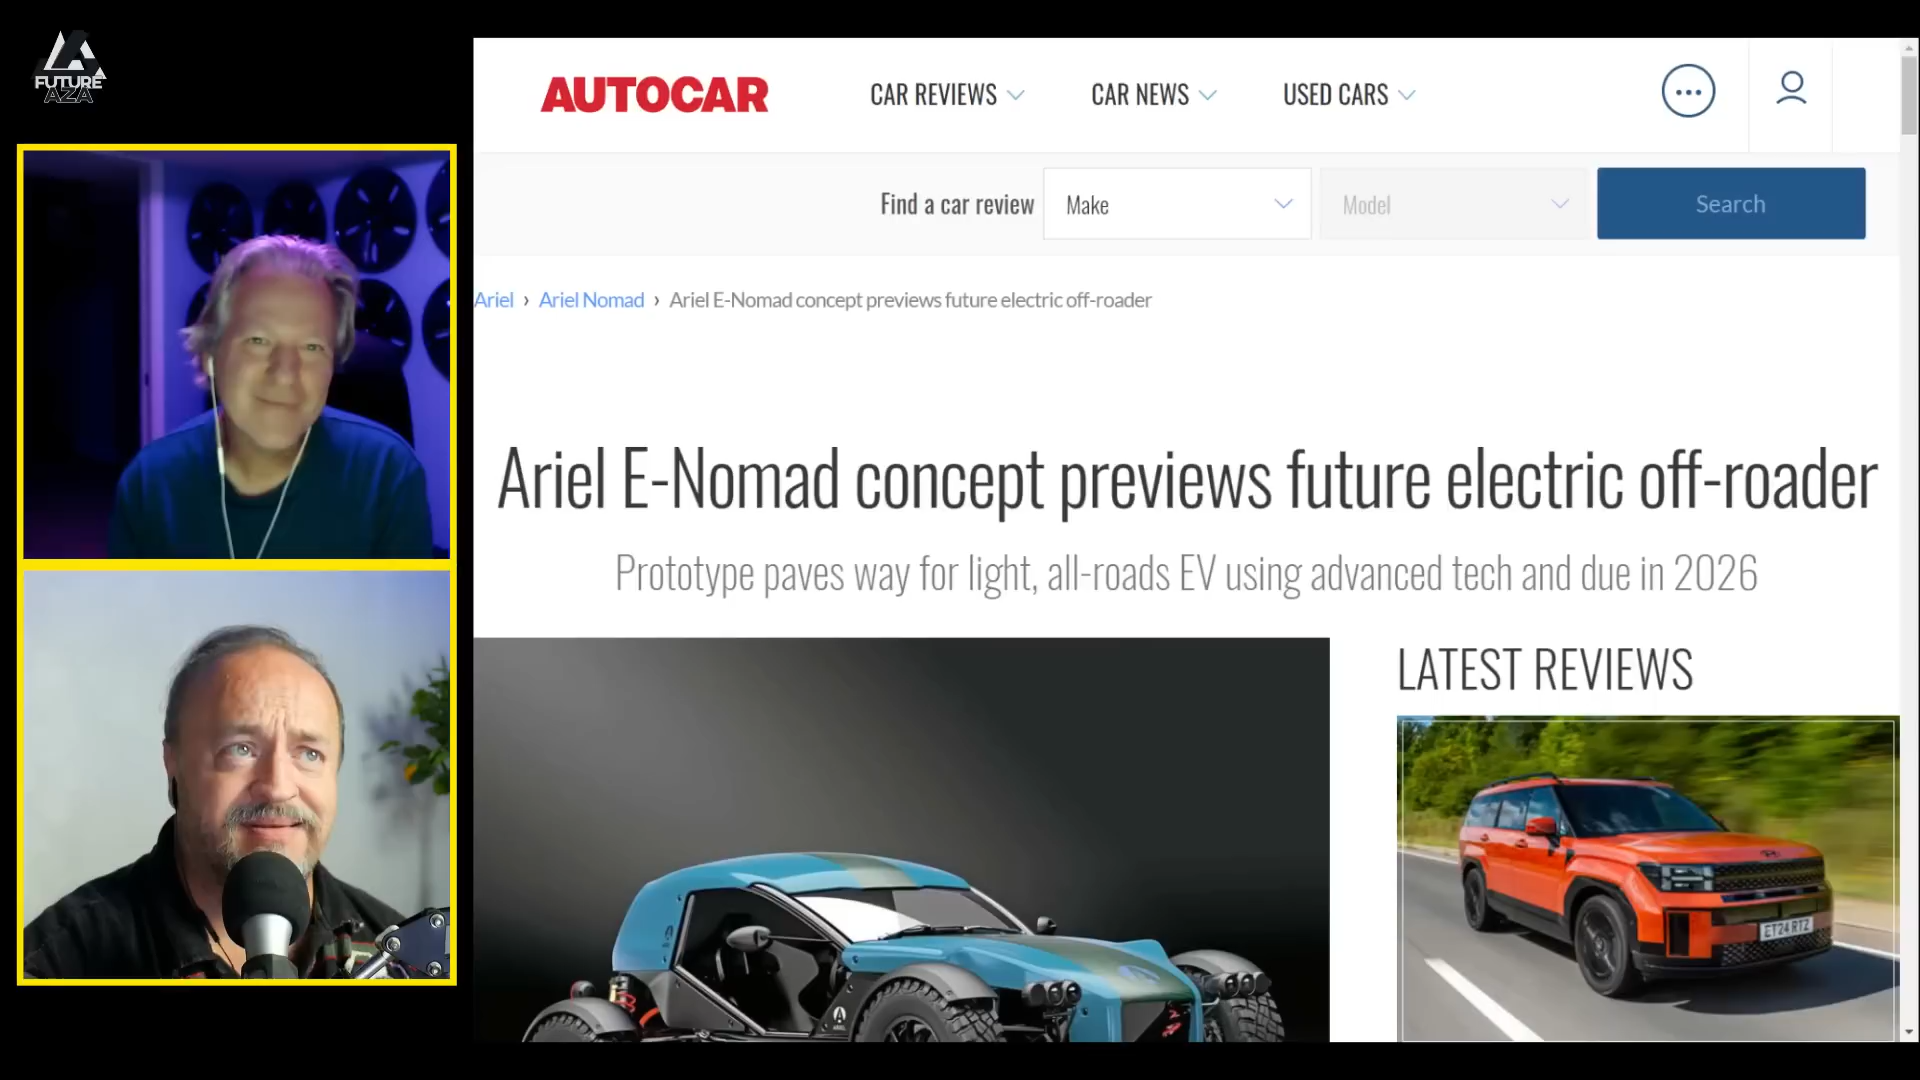 FUTURE
AZA
AUTOCAR
CAR REVIEWS
CAR NEWS
USED CARS
Find a car review
Make
Model
Search
Ariel › Ariel Nomad › Ariel E-Nomad concept previews future electric off-roader
Ariel E-Nomad concept previews future electric off-roader
Prototype paves way for light, all-roads EV using advanced tech and due in 2026
LATEST REVIEWS
ET24 RTZ